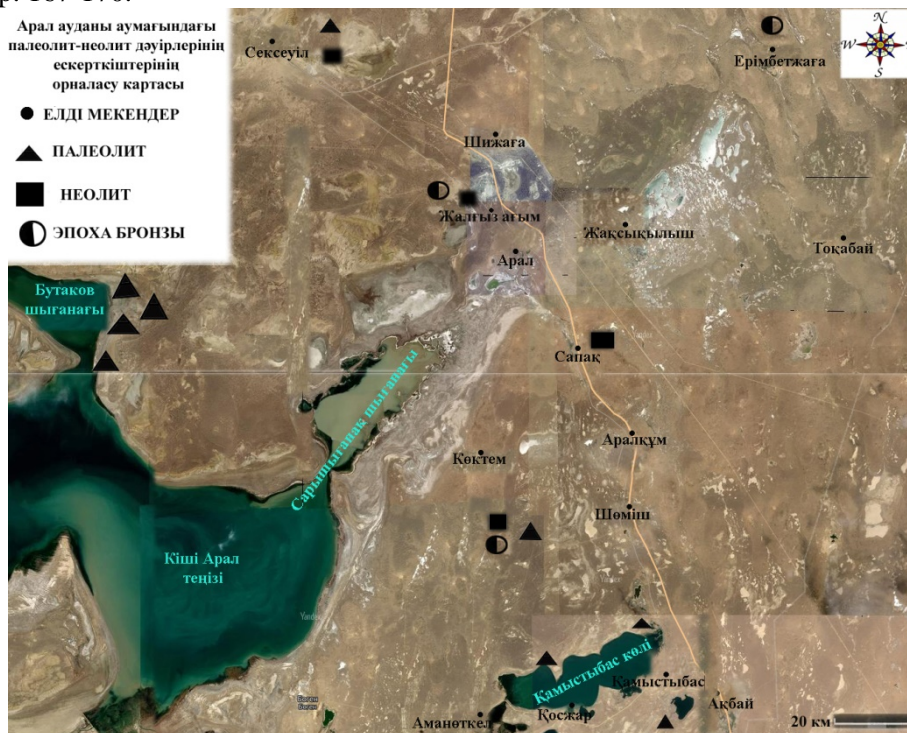 Арал ауданы аумағындағы
палеолит-неолит дәуірлерінің
ескерткіштерінің
орналасу картасы
ЕЛДІ МЕКЕНДЕР
ПАЛЕОЛИТ
НЕОЛИТ
ЭПОХА БРОНЗЫ
Сексеуіл
Ерімбетжаға
N
W
S
Шижаға
Жалғыз ағым
Жақсықылыш
Тоқабай
Арал
Бутаков
шығанағы
Сапақ
Сарышығанақ шығанағы
Аралқұм
Көктем
Шөміш
Кіші Арал
теңізі
Yandex
Қамыстыбас көлі
Қамыстыбас
Ақбай
Қосжар
Аманөткел
20 км